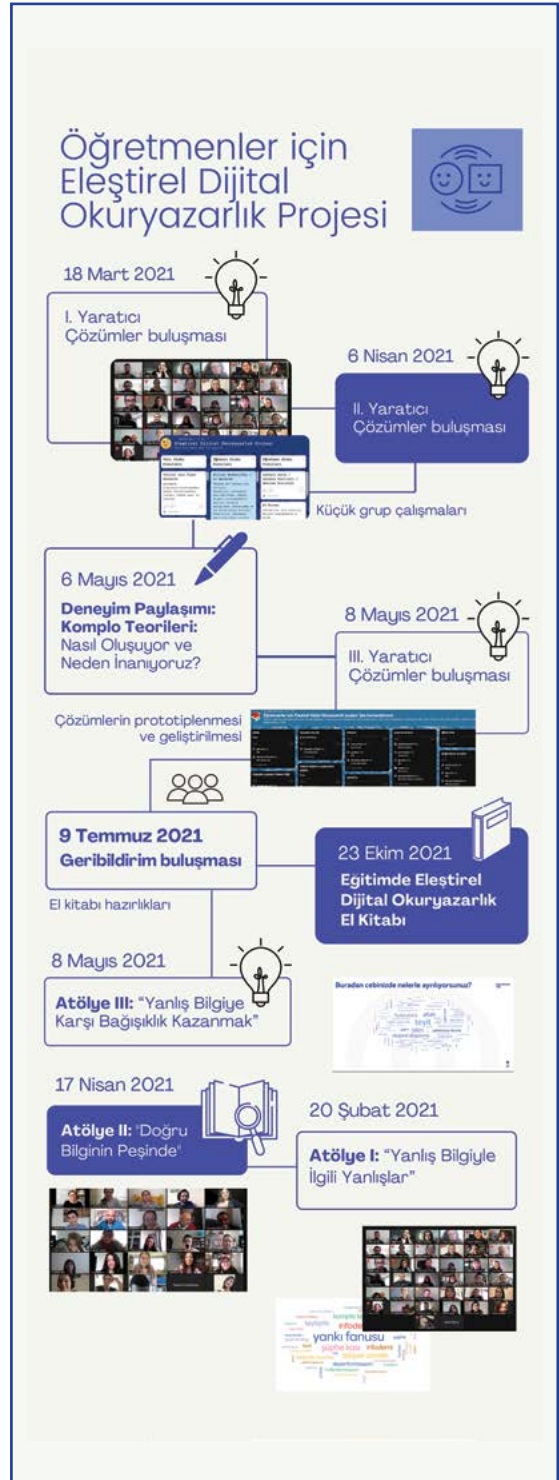 Öğretmenler için
Eleştirel Dijital
Okuryazarlık Projesi
18 Mart 2021
I. Yaratıcı
Çözümler buluşması
6 Nisan 2021
II. Yaratıcı
Çözümler buluşması
Küçük grup çalışmaları
6 Mayıs 2021
Deneyim Paylaşımı:
Komplo Teorileri:
Nasıl Oluşuyor ve
Neden İnanıyoruz?
8 Mayıs 2021
III. Yaratıcı
Çözümler buluşması
Çözümlerin prototiplenmesi
ve geliştirilmesi
9 Temmuz 2021
Geribildirim buluşması
23 Ekim 2021
Eğitimde Eleştirel
Dijital Okuryazarlık
El Kitabı
El kitabı hazırlıkları
8 Mayıs 2021
Atölye III: “Yanlış Bilgiye
Karşı Bağışıklık Kazanmak”
Buradan cebinizde nelerle ayrılıyorsunuz?
teyit
17 Nisan 2021
Atölye II: "Doğru
Bilginin Peşinde"
20 Şubat 2021
Atölye I: “Yanlış Bilgiyle
İlgili Yanlışlar”
yankı fanusu
şüphe kası